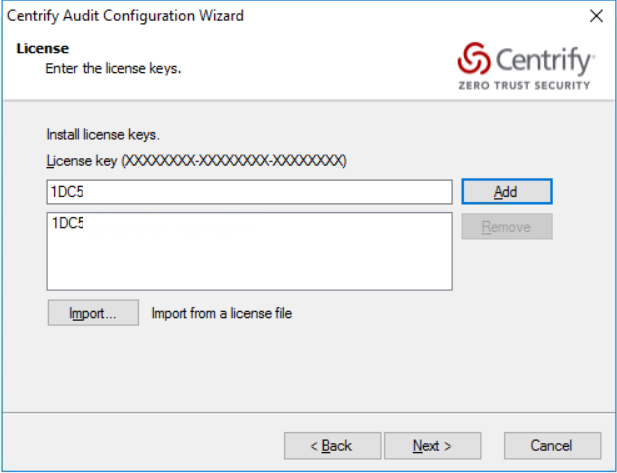 Centrify Audit Configuration Wizard
License
Enter the license keys.
Centrify
ZERO TRUST SECURITY
Install license keys.
License key (XXXXXXXX-XXXXXXXX-XXXXXXXX)
1DC5
Add
1DC5
Remove
Import...
Import from a license file
< Back
Next >
Cancel